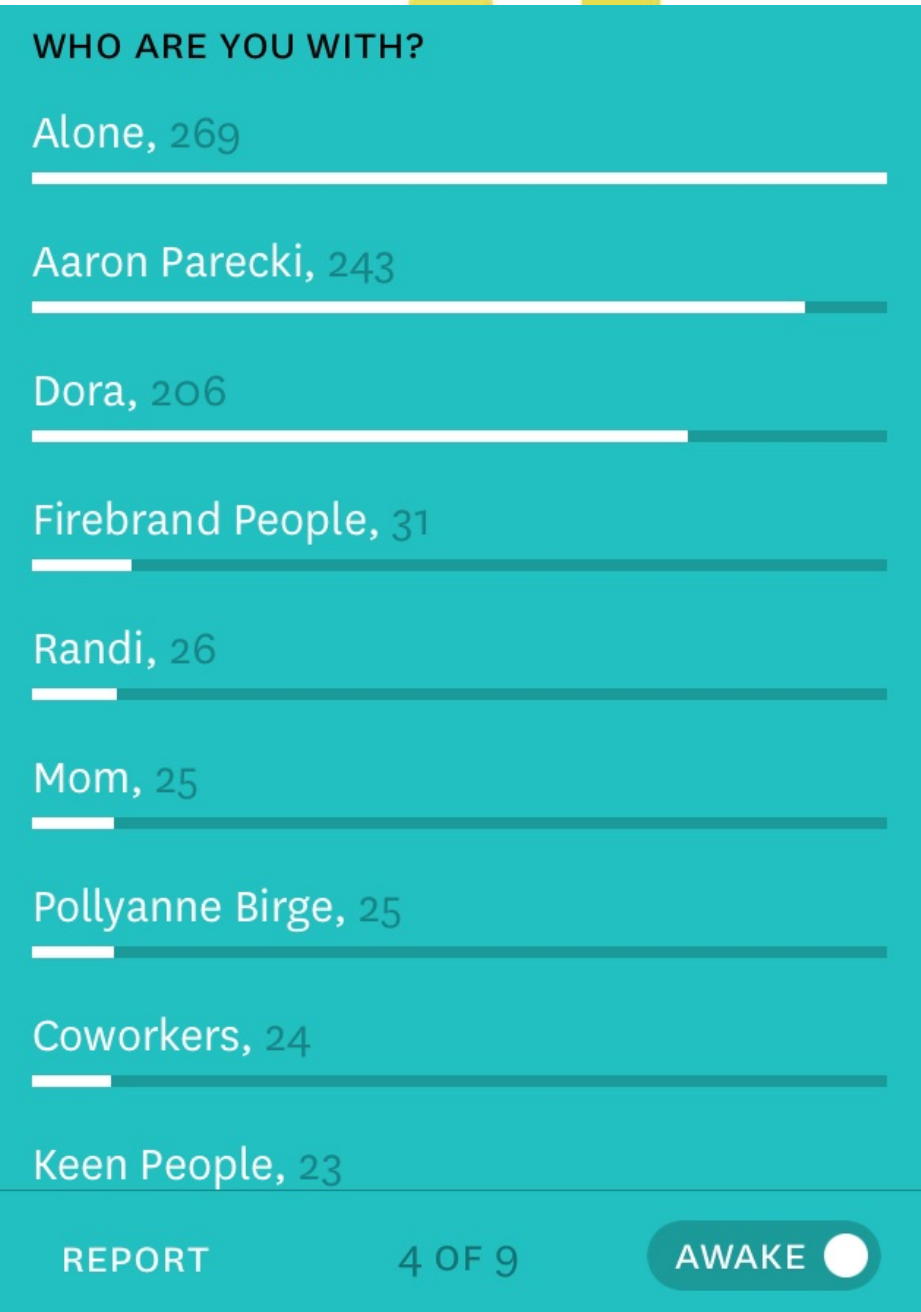 WHO ARE YOU WITH?
Alone, 269
Aaron Parecki, 243
Dora, 206
Firebrand People, 31
Randi, 26
Mom, 25
Pollyanne Birge, 25
Coworkers, 24
Keen People, 23
REPORT 4 OF 9 AWAKE